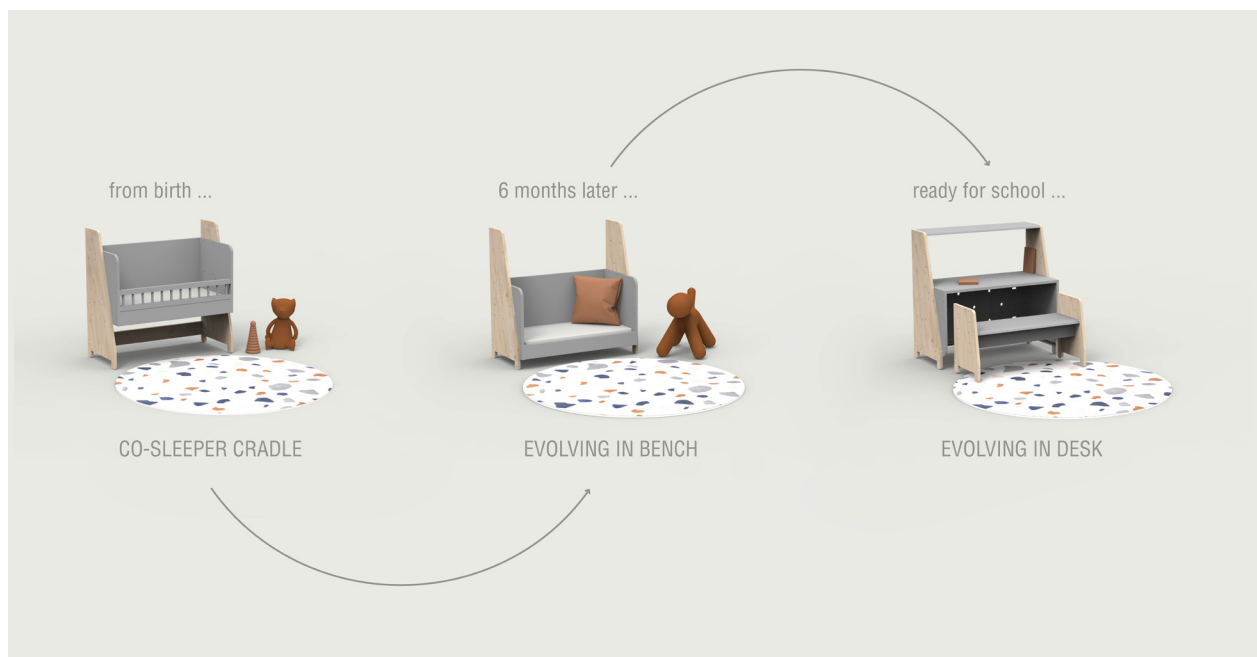 from birth ...
6 months later ...
ready for school ...
CO-SLEEPER CRADLE
EVOLVING IN BENCH
EVOLVING IN DESK